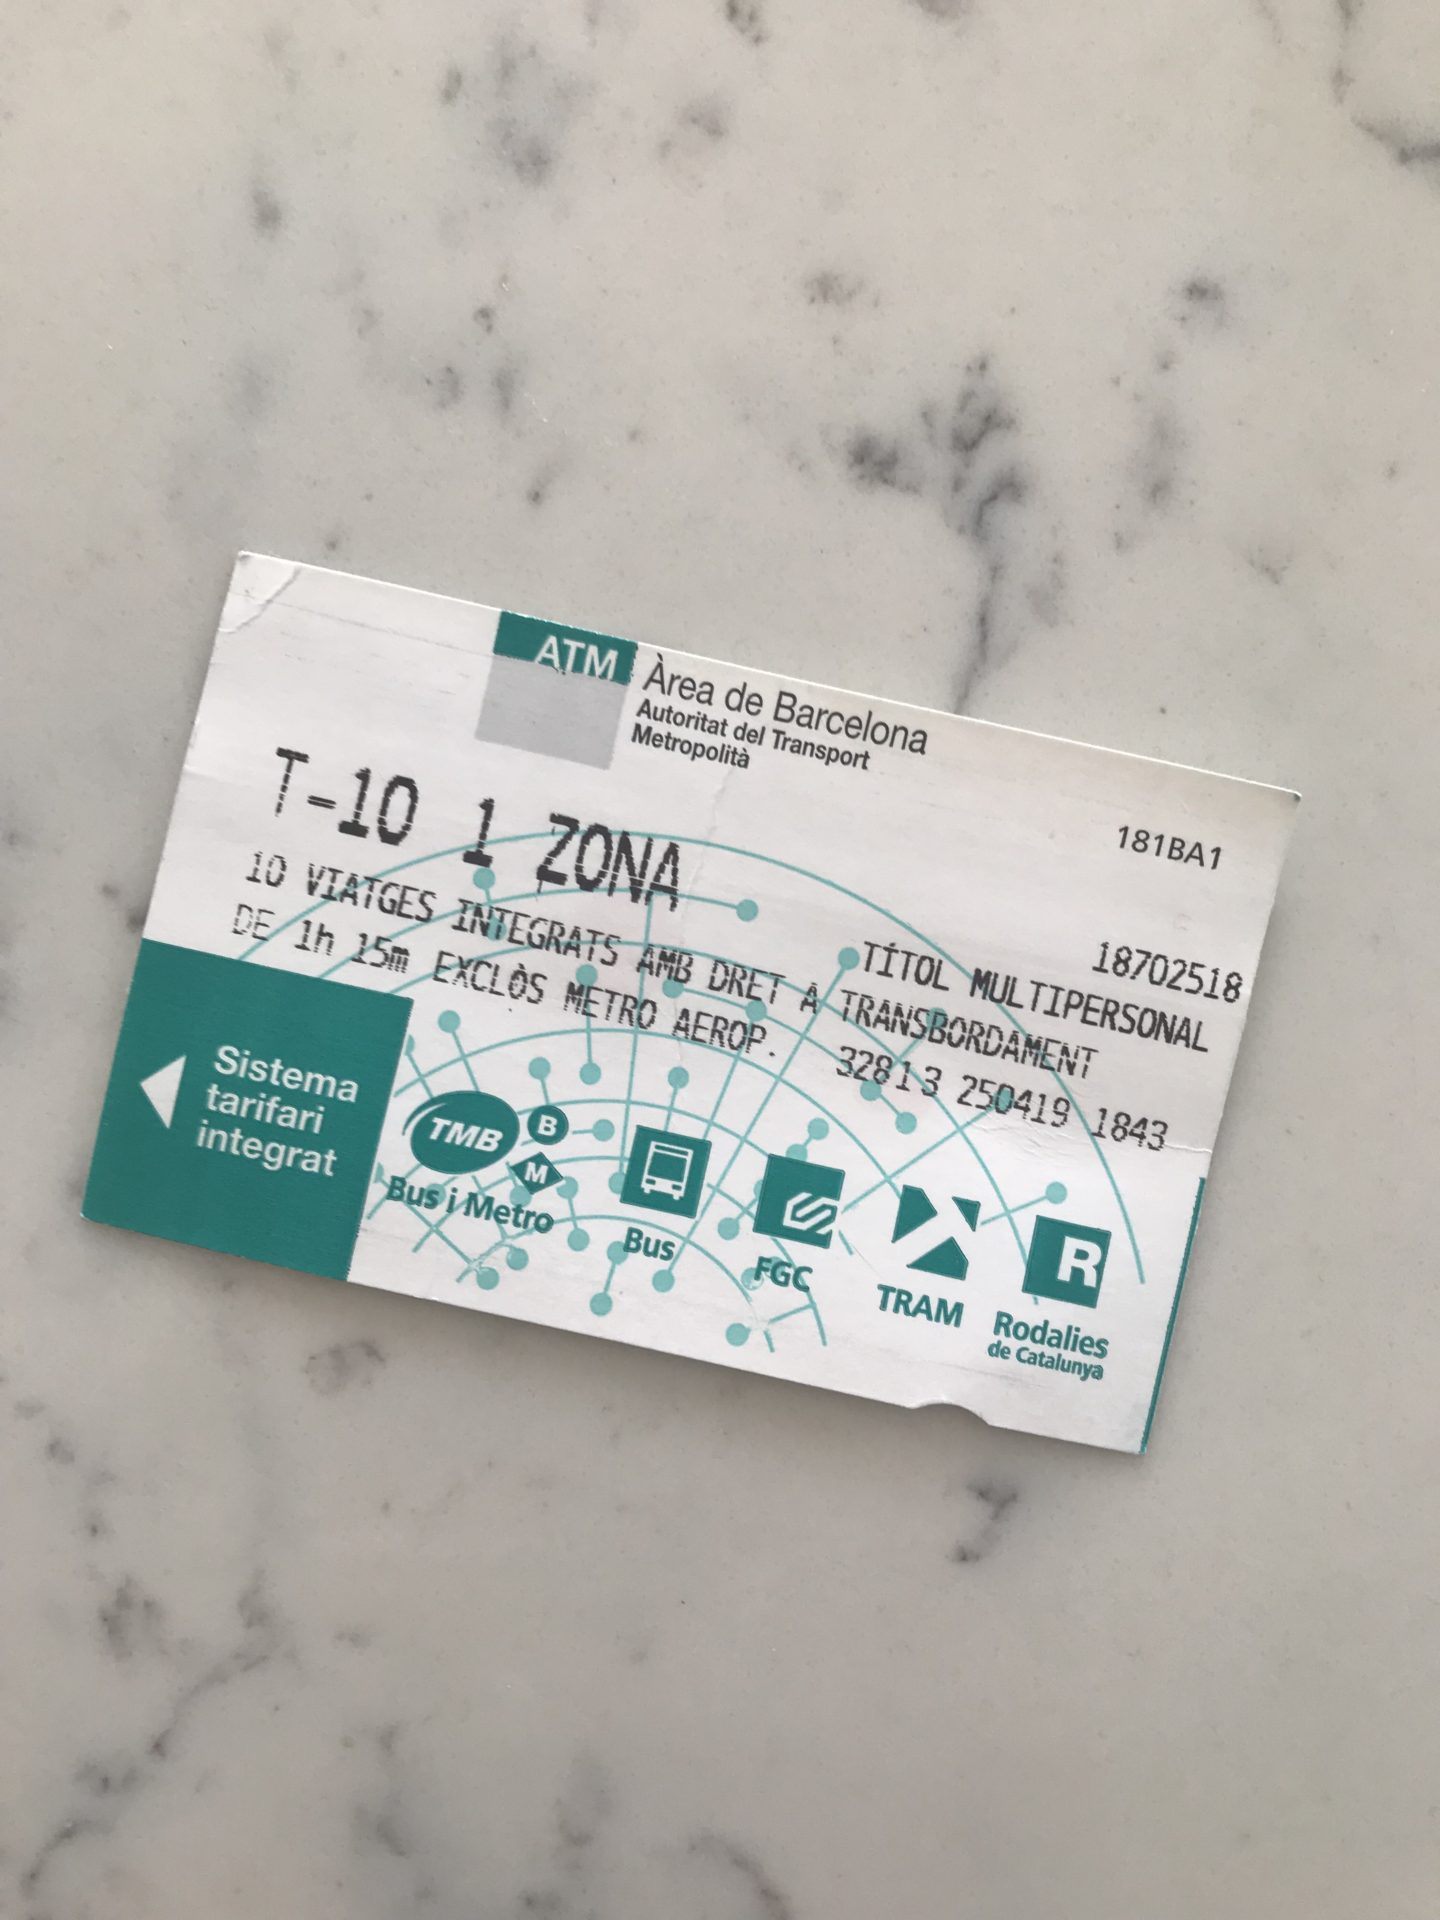 ATM
Àrea de Barcelona
Autoritat del Transport
Metropolità
181BA1
T-10 1 ZONA
18702518
TÍTOL MULTIPERSONAL
10 VIATGES INTEGRATS AMB DRET A TRANSBORDAMENT
DE 1h 15m EXCLÒS METRO AEROP. 32813 250419 1843
Sistema
tarifari
integrat
TMB
B
M
Bus i Metro
Bus
FGC
TRAM
R
Rodalies
de Catalunya